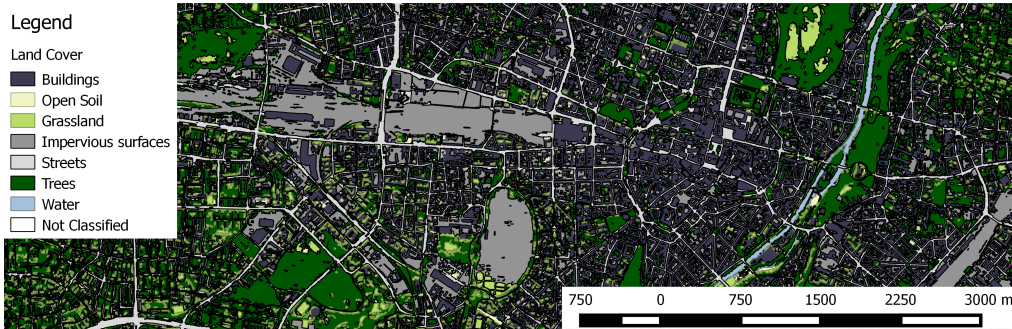 Legend
Land Cover
Buildings
Open Soil
Grassland
Impervious surfaces
Streets
Trees
Water
Not Classified
750 0 750 1500 2250 3000 m